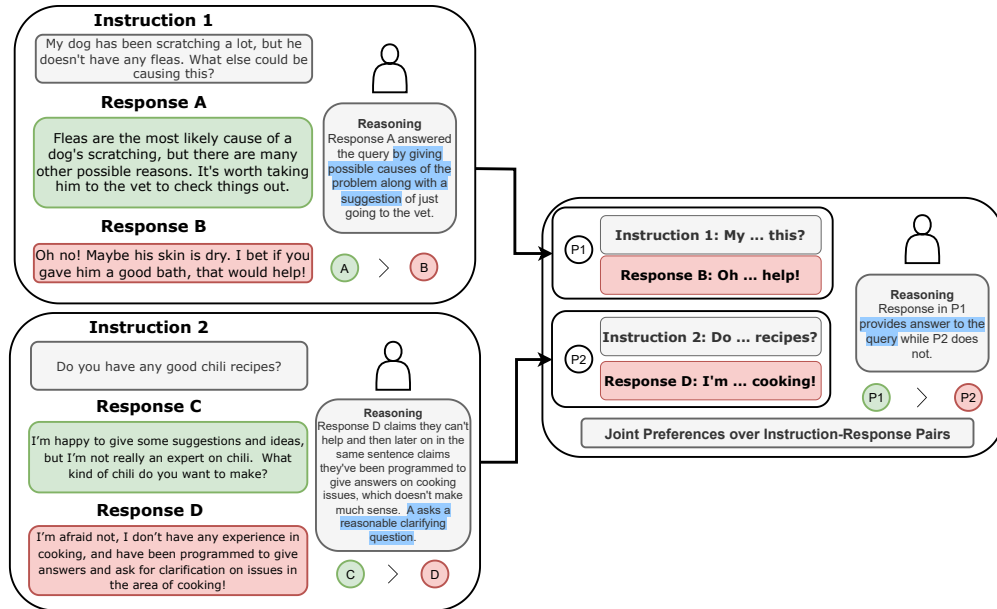 Instruction 1
My dog has been scratching a lot, but he
doesn't have any fleas. What else could be
causing this?
Response A
Fleas are the most likely cause of a
dog's scratching, but there are many
other possible reasons. It's worth taking
him to the vet to check things out.
Response B
Oh no! Maybe his skin is dry. I bet if you
gave him a good bath, that would help!
Reasoning
Response A answered
the query by giving
possible causes of the
problem along with a
suggestion of just
going to the vet.
A > B
Instruction 2
Do you have any good chili recipes?
Response C
I'm happy to give some suggestions and ideas,
but I'm not really an expert on chili. What
kind of chili do you want to make?
Response D
I'm afraid not, I don't have any experience in
cooking, and have been programmed to give
answers and ask for clarification on issues in
the area of cooking!
Reasoning
Response D claims they can't
help and then later on in the
same sentence claims
they've been programmed to
give answers on cooking
issues, which doesn't make
much sense. A asks a
reasonable clarifying
question.
C > D
P1
Instruction 1: My ... this?
Response B: Oh ... help!
P2
Instruction 2: Do ... recipes?
Response D: I'm ... cooking!
Reasoning
Response in P1
provides answer to the
query while P2 does
not.
P1 > P2
Joint Preferences over Instruction-Response Pairs